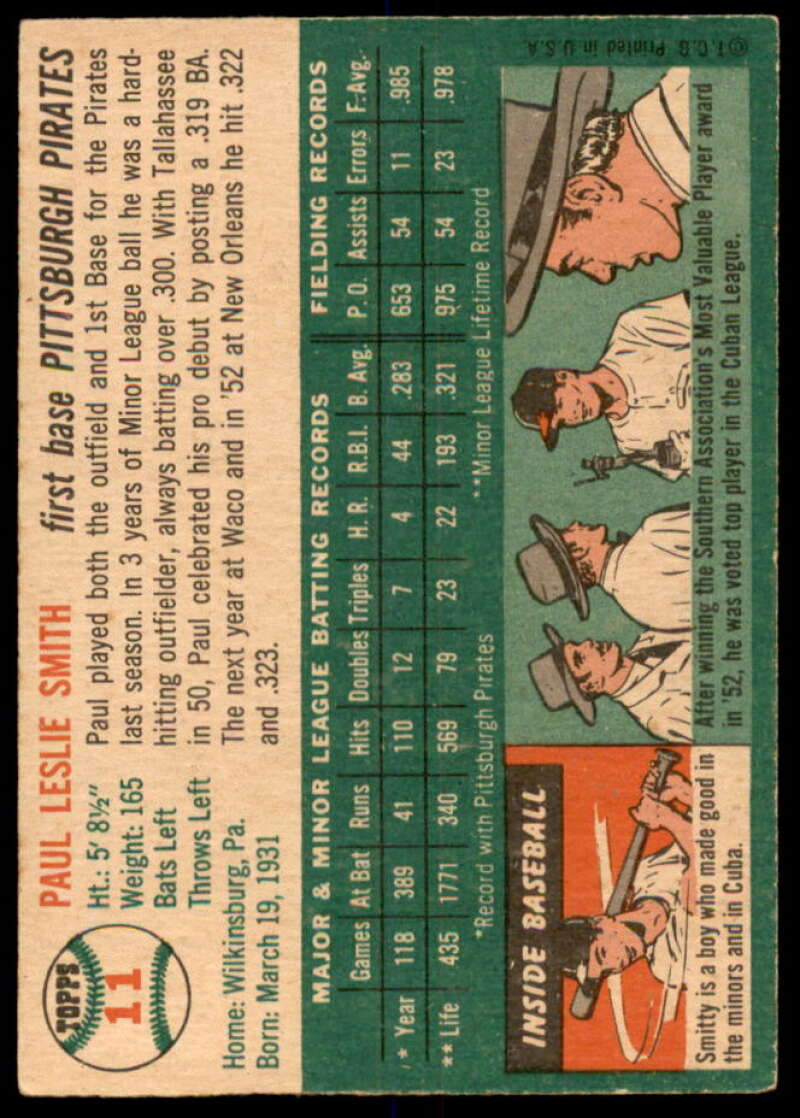 TOPPS
11
PAUL LESLIE SMITH first base PITTSBURGH PIRATES
Ht.: 5' 8½"
Weight: 165
Bats Left
Throws Left
Home: Wilkinsburg, Pa.
Born: March 19, 1931
Paul played both the outfield and 1st Base for the Pirates
last season. In 3 years of Minor League ball he was a hard-
hitting outfielder, always batting over .300. With Tallahassee
in 50, Paul celebrated his pro debut by posting a .319 BA.
The next year at Waco and in '52 at New Orleans he hit .322
and .323.
MAJOR & MINOR LEAGUE BATTING RECORDS FIELDING RECORDS
Games At Bat Runs Hits Doubles Triples H. R. R.B.I. B. Avg. P. O. Assists Errors F. Avg.
* Year 118 389 41 110 12 7 4 44 .283 653 54 11 .985
** Life 435 1771 340 569 79 23 22 193 .321 975 54 23 .978
*Record with Pittsburgh Pirates **Minor League Lifetime Record
INSIDE BASEBALL
Smitty is a boy who made good in
the minors and in Cuba.
After winning the Southern Association's Most Valuable Player award
in '52, he was voted top player in the Cuban League.
©T.C.G. Printed in U.S.A.